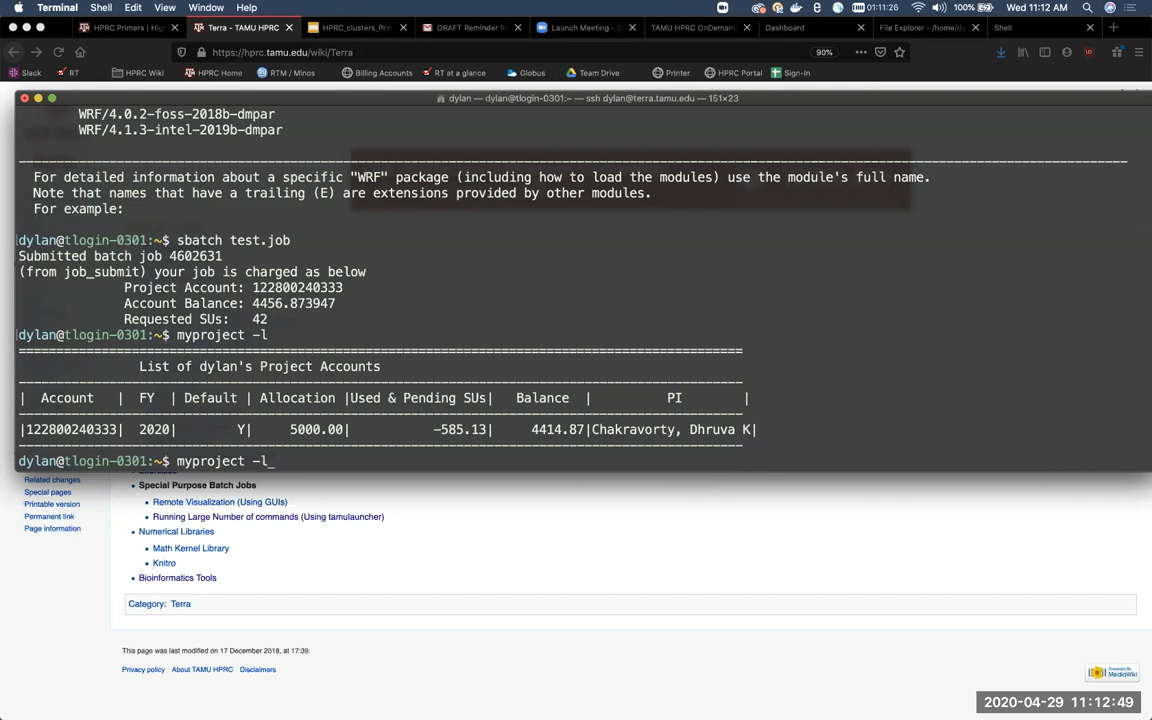 Terminal Shell Edit View Window Help 01:11:26 100% Wed 11:12 AM
HPRC Primers | High Terra - TAMU HPRC HPRC_clusters_Prin DRAFT Reminder f Launch Meeting - Z TAMU HPRC OnDeman Dashboard File Explorer - /home/dy Shell
https://hprc.tamu.edu/wiki/Terra 90%
Slack RT HPRC Wiki HPRC Home RTM / Minos Billing Accounts RT at a glance Globus Team Drive Printer HPRC Portal Sign-In
dylan — dylan@tlogin-0301:~ — ssh dylan@terra.tamu.edu — 151×23
WRF/4.0.2-foss-2018b-dmpar
WRF/4.1.3-intel-2019b-dmpar
For detailed information about a specific "WRF" package (including how to load the modules) use the module's full name.
Note that names that have a trailing (E) are extensions provided by other modules.
For example:
dylan@tlogin-0301:~$ sbatch test.job
Submitted batch job 4602631
(from job_submit) your job is charged as below
Project Account: 122800240333
Account Balance: 4456.873947
Requested SUs: 42
dylan@tlogin-0301:~$ myproject -l
List of dylan's Project Accounts
| Account | FY | Default | Allocation |Used & Pending SUs| Balance | PI |
|122800240333| 2020| Y| 5000.00| -585.13| 4414.87|Chakravorty, Dhruva K|
dylan@tlogin-0301:~$ myproject -l_
Related changes
Special pages
Printable version
Permanent link
Page information
Special Purpose Batch Jobs
Remote Visualization (Using GUIs)
Running Large Number of commands (Using tamulauncher)
Numerical Libraries
Math Kernel Library
Knitro
Bioinformatics Tools
Category: Terra
This page was last modified on 17 December 2018, at 17:39.
Privacy policy About TAMU HPRC Disclaimers
Powered By MediaWiki
2020-04-29 11:12:49